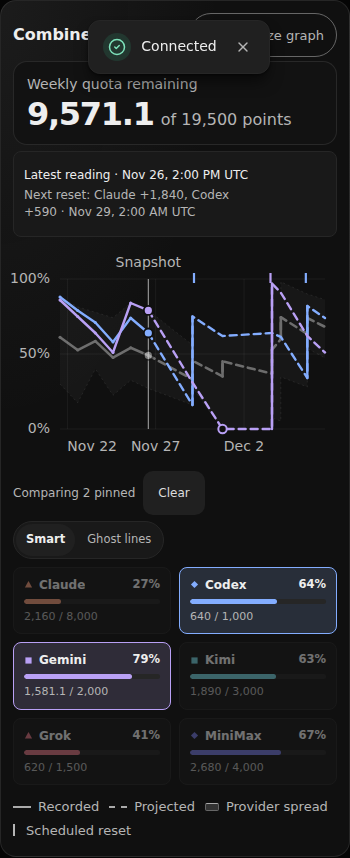 Combine
Connected
ze graph
Weekly quota remaining
9,571.1 of 19,500 points
Latest reading · Nov 26, 2:00 PM UTC
Next reset: Claude +1,840, Codex
+590 · Nov 29, 2:00 AM UTC
Snapshot
100%
50%
0%
Nov 22 Nov 27 Dec 2
Comparing 2 pinned Clear
Smart Ghost lines
Claude 27%
2,160 / 8,000
Codex 64%
640 / 1,000
Gemini 79%
1,581.1 / 2,000
Kimi 63%
1,890 / 3,000
Grok 41%
620 / 1,500
MiniMax 67%
2,680 / 4,000
Recorded Projected Provider spread
Scheduled reset